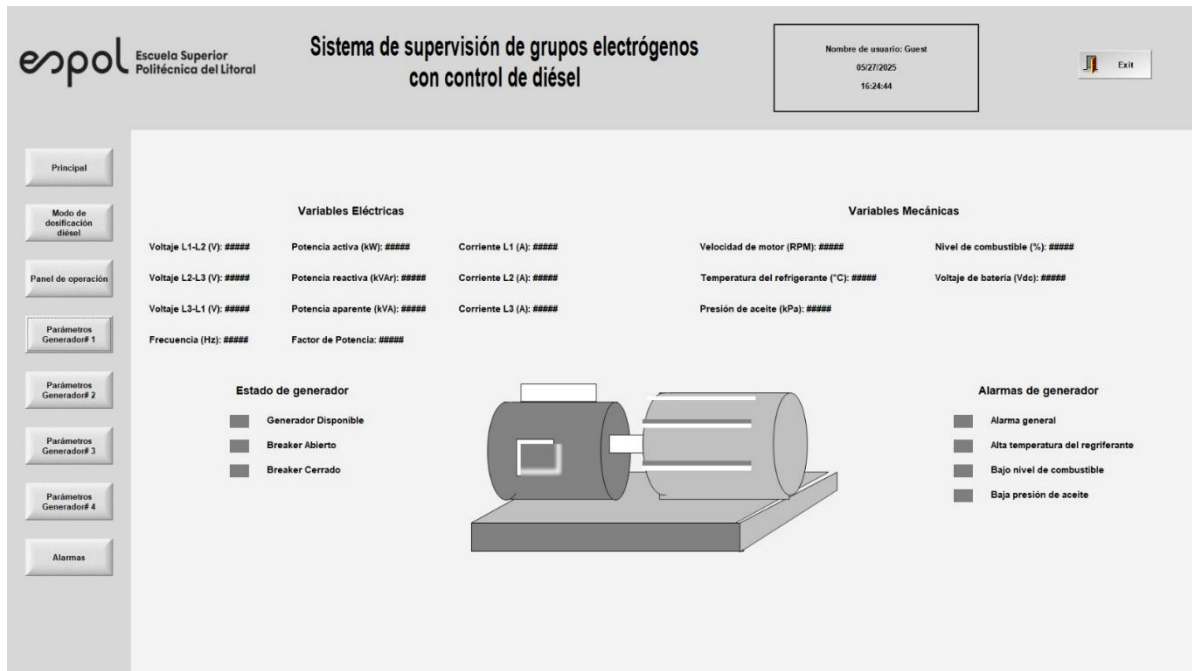 espol Escuela Superior
Politécnica del Litoral
Sistema de supervisión de grupos electrógenos
con control de diésel
Nombre de usuario: Guest
05/27/2025
16:24:44
Exit
Principal
Modo de
dosificación
diésel
Panel de operación
Parámetros
Generador# 1
Parámetros
Generador# 2
Parámetros
Generador# 3
Parámetros
Generador# 4
Alarmas
Variables Eléctricas
Voltaje L1-L2 (V): ##### Potencia activa (kW): ##### Corriente L1 (A): #####
Voltaje L2-L3 (V): ##### Potencia reactiva (kVAr): ##### Corriente L2 (A): #####
Voltaje L3-L1 (V): ##### Potencia aparente (kVA): ##### Corriente L3 (A): #####
Frecuencia (Hz): ##### Factor de Potencia: #####
Variables Mecánicas
Velocidad de motor (RPM): ##### Nivel de combustible (%): #####
Temperatura del refrigerante (°C): ##### Voltaje de batería (Vdc): #####
Presión de aceite (kPa): #####
Estado de generador
Generador Disponible
Breaker Abierto
Breaker Cerrado
Alarmas de generador
Alarma general
Alta temperatura del regriferante
Bajo nivel de combustible
Baja presión de aceite